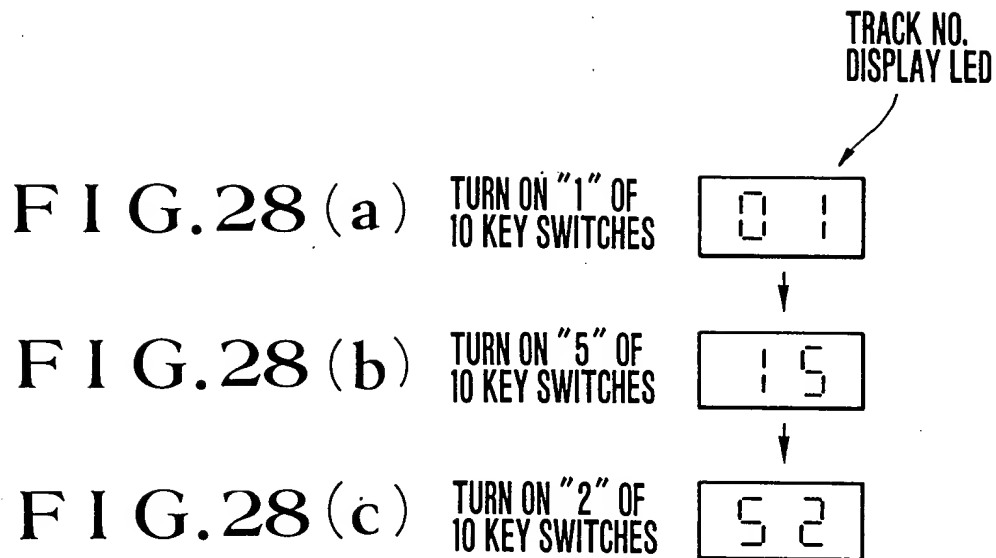 TRACK NO.
DISPLAY LED
FIG.28(a) TURN ON "1" OF
10 KEY SWITCHES
01
FIG.28(b) TURN ON "5" OF
10 KEY SWITCHES
15
FIG.28(c) TURN ON "2" OF
10 KEY SWITCHES
52